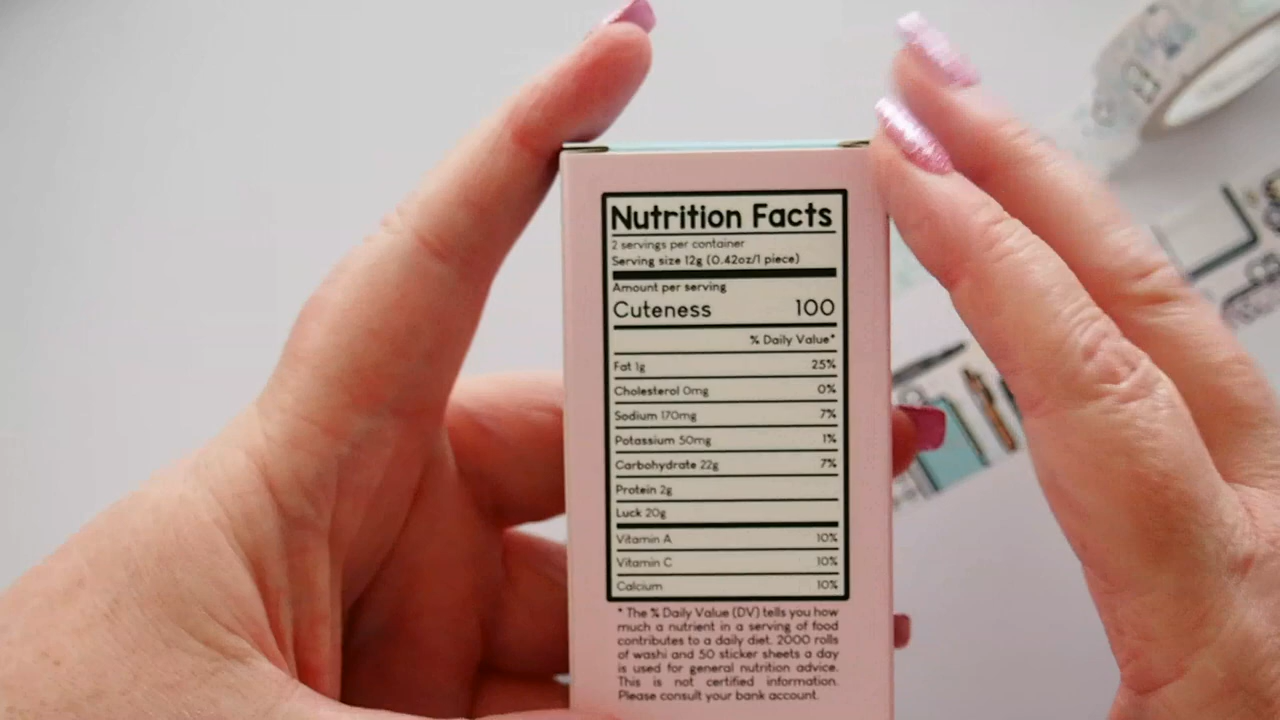 Nutrition Facts
2 servings per container
Serving size 12g (0.42oz/1 piece)
Amount per serving
Cuteness 100
% Daily Value*
Fat 1g 25%
Cholesterol 0mg 0%
Sodium 170mg 7%
Potassium 50mg 1%
Carbohydrate 22g 7%
Protein 2g
Luck 20g
Vitamin A 10%
Vitamin C 10%
Calcium 10%
* The % Daily Value (DV) tells you how
much a nutrient in a serving of food
contributes to a daily diet. 2000 rolls
of washi and 50 sticker sheets a day
is used for general nutrition advice.
This is not certified information.
Please consult your bank account.